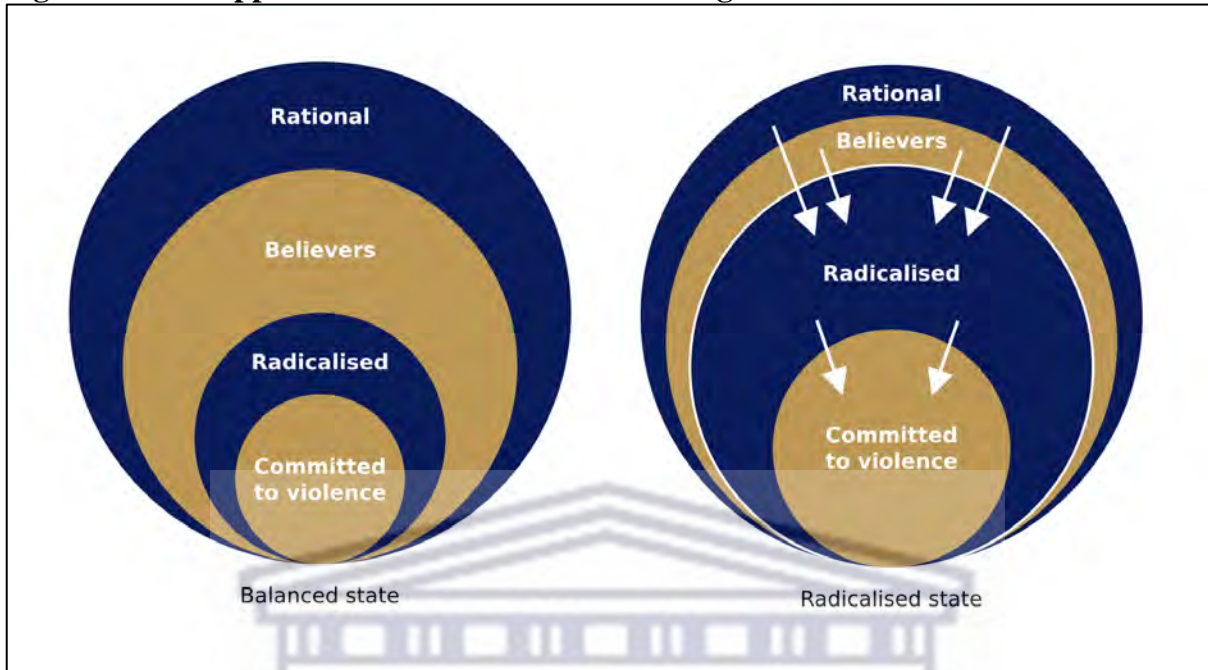 Rational
Believers
Radicalised
Committed
to violence
Balanced state
Rational
Believers
Radicalised
Committed
to violence
Radicalised state